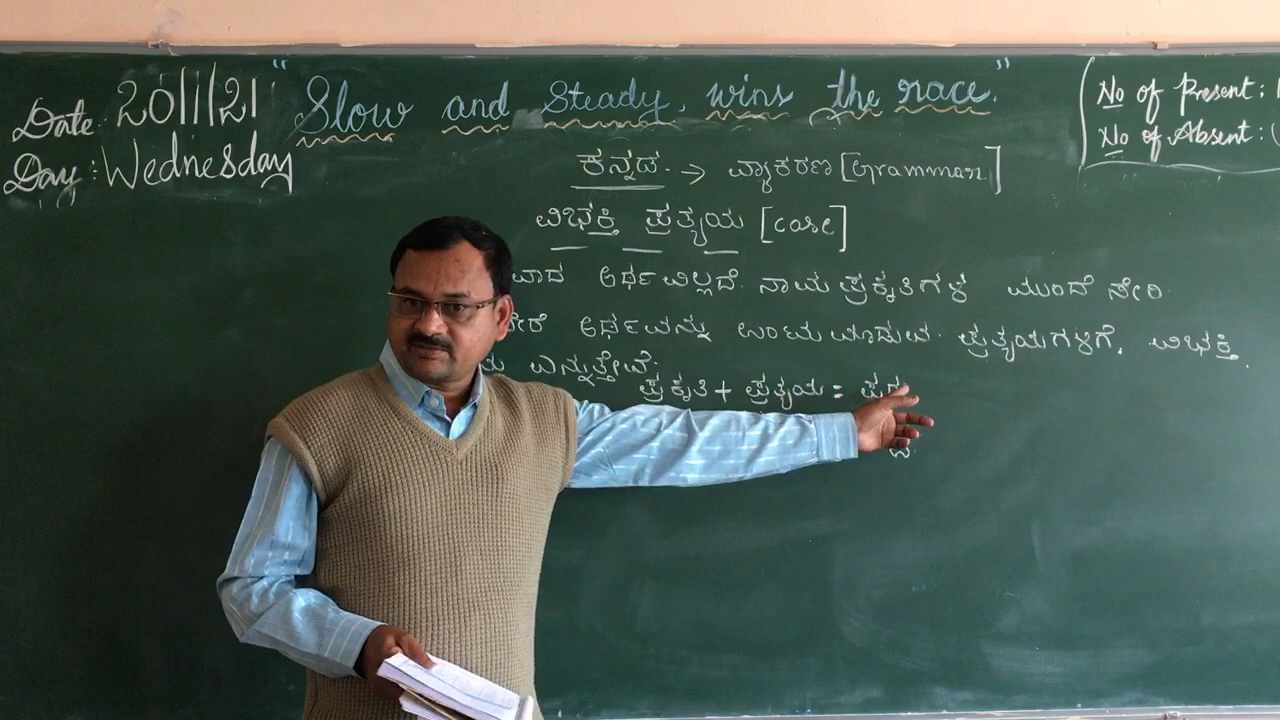 Date: 20/1/21 "Slow and Steady, wins the race."
Day: Wednesday
No of Present:
No of Absent:
ಕನ್ನಡ. → ವ್ಯಾಕರಣ [Grammar]
ವಿಭಕ್ತಿ ಪ್ರತ್ಯಯ [case]
ಅರ್ಥವಿಲ್ಲದೆ. ನಾಮ ಪ್ರಕೃತಿಗಳ ಮುಂದೆ ಸೇರಿ.
ಅರ್ಥವನ್ನು ಉಂಟುಮಾಡುವ. ಪ್ರತ್ಯಯಗಳಿಗೆ, ವಿಭಕ್ತಿ.
ಎನ್ನುತ್ತೇವೆ.
ಪ್ರಕೃತಿ + ಪ್ರತ್ಯಯ =